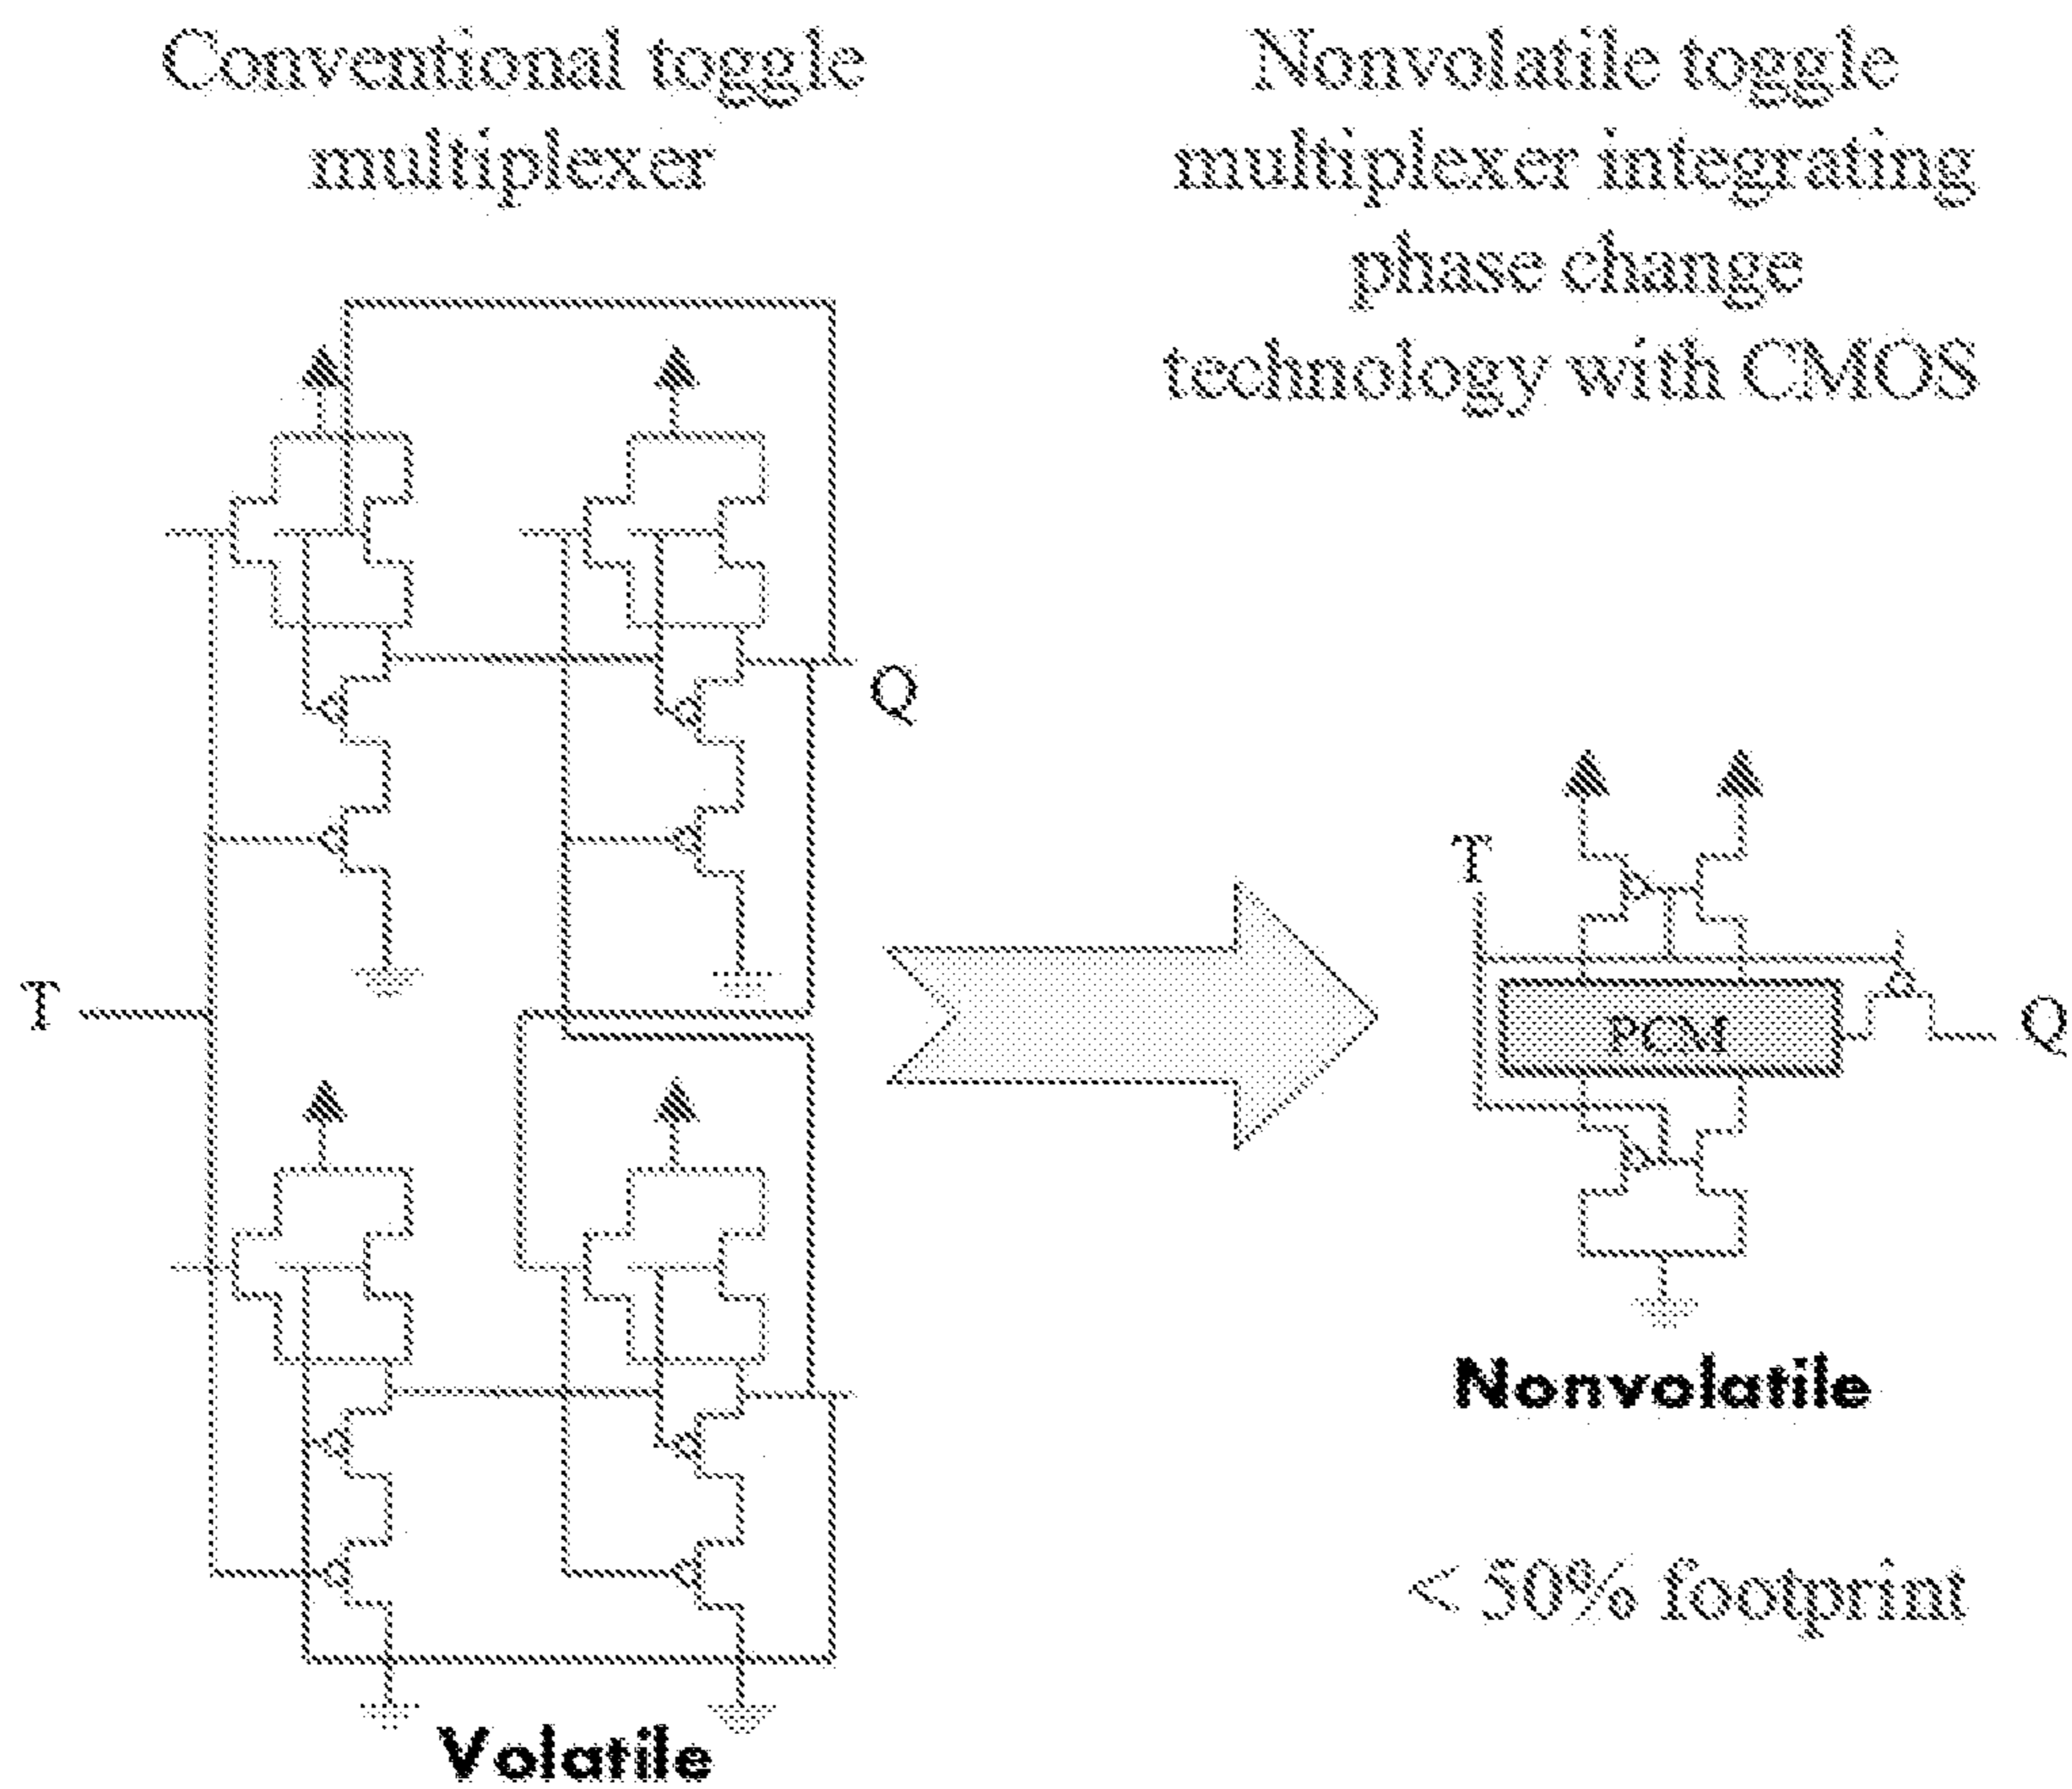 Conventional toggle
multiplexer
Nonvolatile toggle
multiplexer integrating
phase change
technology with CMOS
Q
T
T
PCM
Q
Nonvolatile
< 50% footprint
Volatile